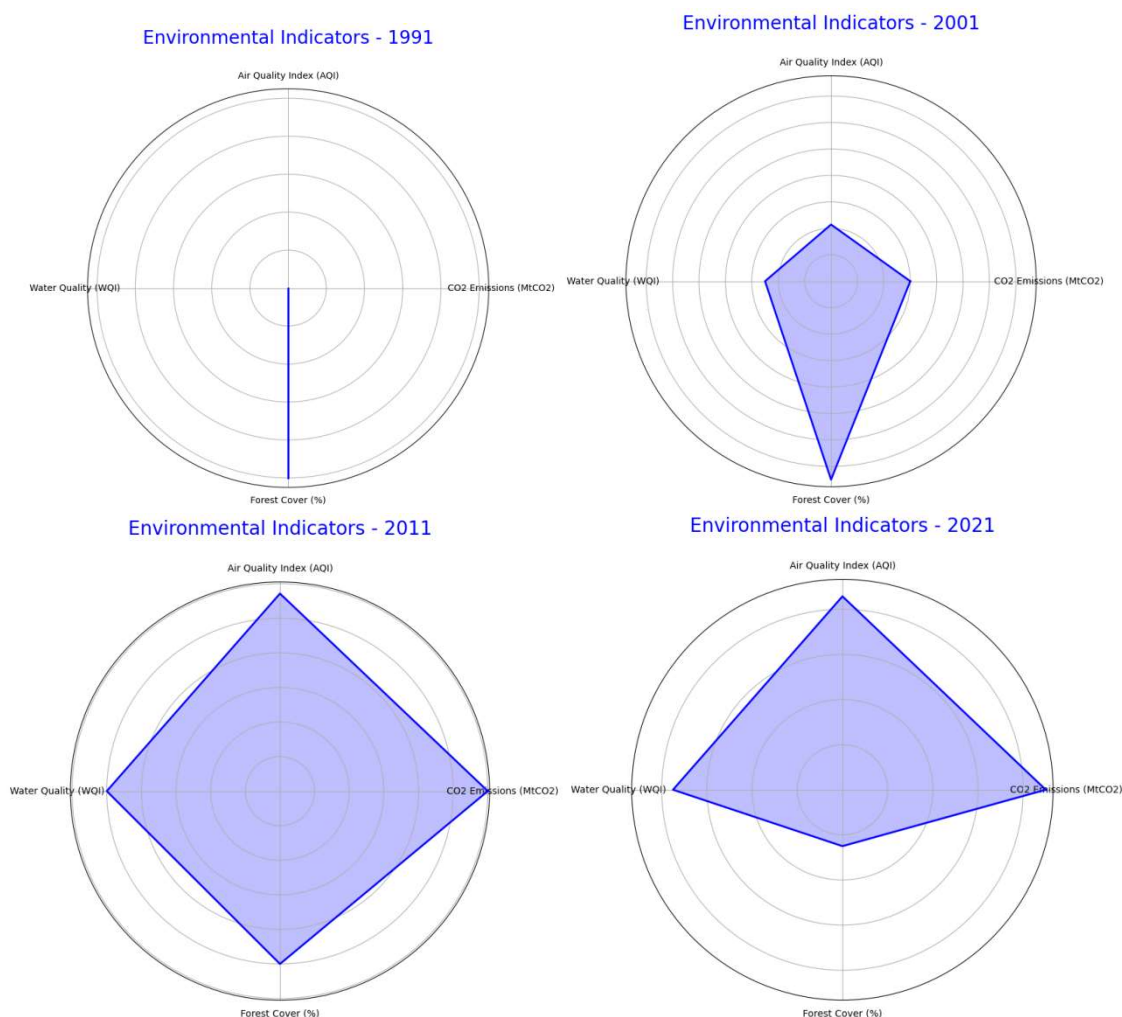 Environmental Indicators - 1991
Air Quality Index (AQI)
Water Quality (WQI)
CO2 Emissions (MtCO2)
Forest Cover (%)
Environmental Indicators - 2001
Air Quality Index (AQI)
Water Quality (WQI)
CO2 Emissions (MtCO2)
Forest Cover (%)
Environmental Indicators - 2011
Air Quality Index (AQI)
Water Quality (WQI)
CO2 Emissions (MtCO2)
Forest Cover (%)
Environmental Indicators - 2021
Air Quality Index (AQI)
Water Quality (WQI)
CO2 Emissions (MtCO2)
Forest Cover (%)